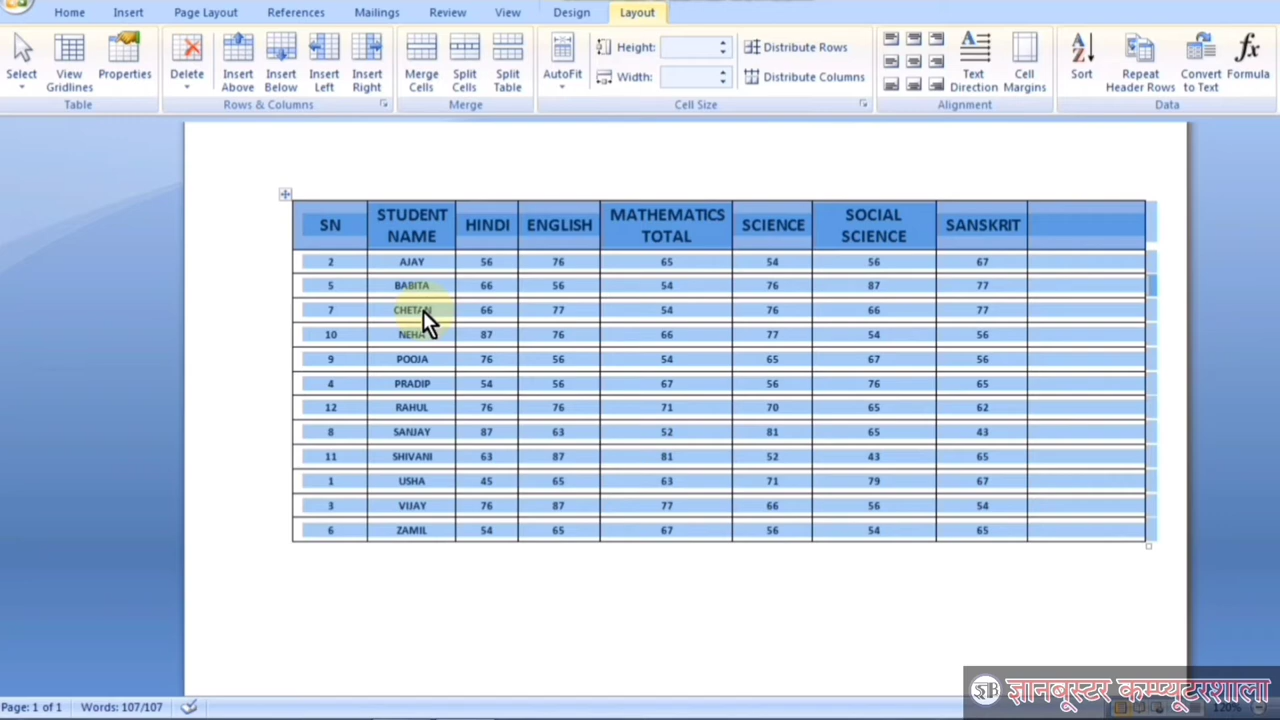 Home Insert Page Layout References Mailings Review View Design Layout
Select View Gridlines Properties
Table
Delete Insert Above Insert Below Insert Left Insert Right
Rows & Columns
Merge Cells Split Cells Split Table
Merge
AutoFit Height: Distribute Rows
Width: Distribute Columns
Cell Size
Text Direction Cell Margins
Alignment
Sort Repeat Header Rows Convert to Text Formula
Data
SN STUDENT NAME HINDI ENGLISH MATHEMATICS TOTAL SCIENCE SOCIAL SCIENCE SANSKRIT
2 AJAY 56 76 65 54 56 67
5 BABITA 66 56 54 76 87 77
7 CHETAN 66 77 54 76 66 77
10 NEHA 87 76 66 77 54 56
9 POOJA 76 56 54 65 67 56
4 PRADIP 54 56 67 56 76 65
12 RAHUL 76 76 71 70 65 62
8 SANJAY 87 63 52 81 65 43
11 SHIVANI 63 87 81 52 43 65
1 USHA 45 65 63 71 79 67
3 VIJAY 76 87 77 66 56 54
6 ZAMIL 54 65 67 56 54 65
ज्ञानबूस्टर कम्प्यूटरशाला
Page: 1 of 1 Words: 107/107 120%